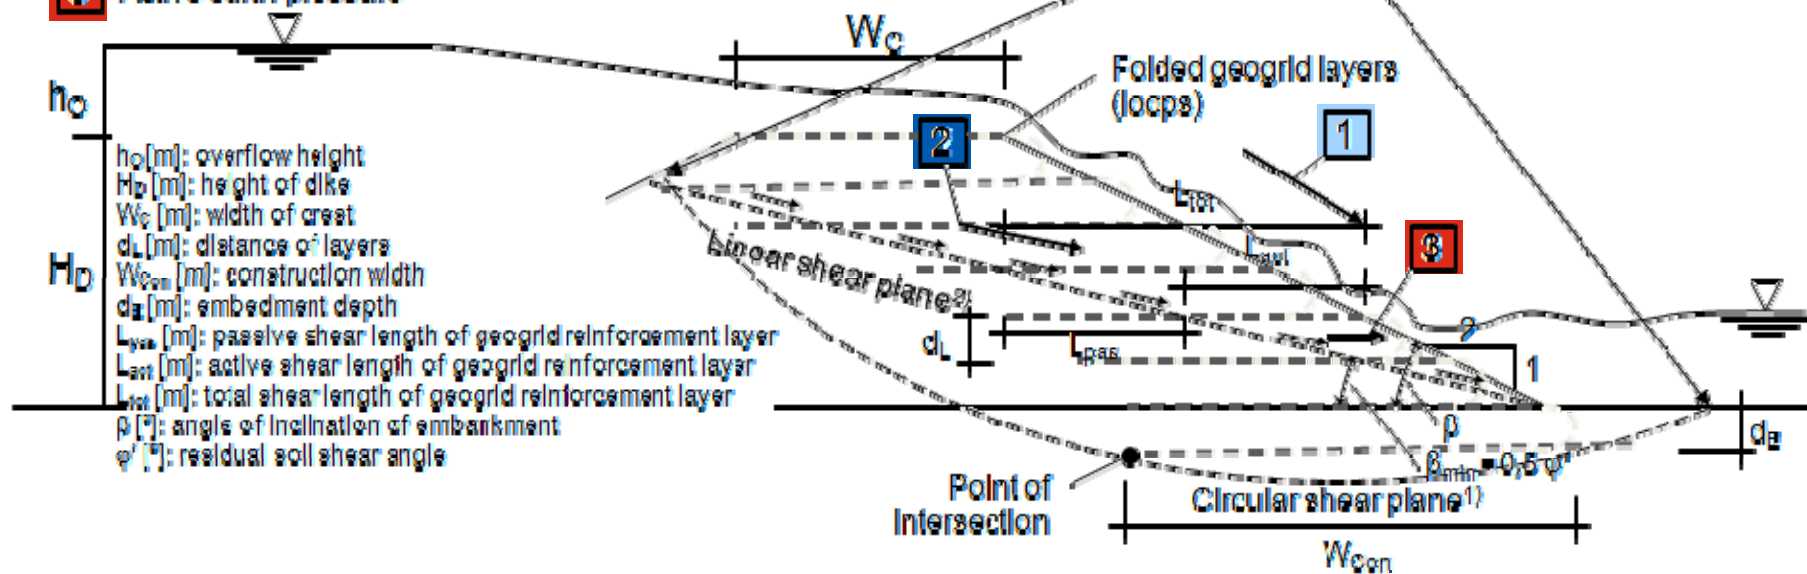 W_C
Folded geogrid layers
(locps)
1
h_O
2
h_O [m]: overflow height
H_D [m]: height of dike
W_C [m]: width of crest
d_L [m]: distance of layers
W_Con [m]: construction width
d_E [m]: embedment depth
L_pas [m]: passive shear length of geogrid reinforcement layer
L_act [m]: active shear length of geogrid reinforcement layer
L_tot [m]: total shear length of geogrid reinforcement layer
β [°]: angle of inclination of embankment
φ' [°]: residual soil shear angle
H_D
L_tot
Linear shear plane²⁾
L_act
3
d_L
L_pas
2
1
β
d_E
β_min = 0,5 φ'
Point of
intersection
Circular shear plane¹⁾
W_Con